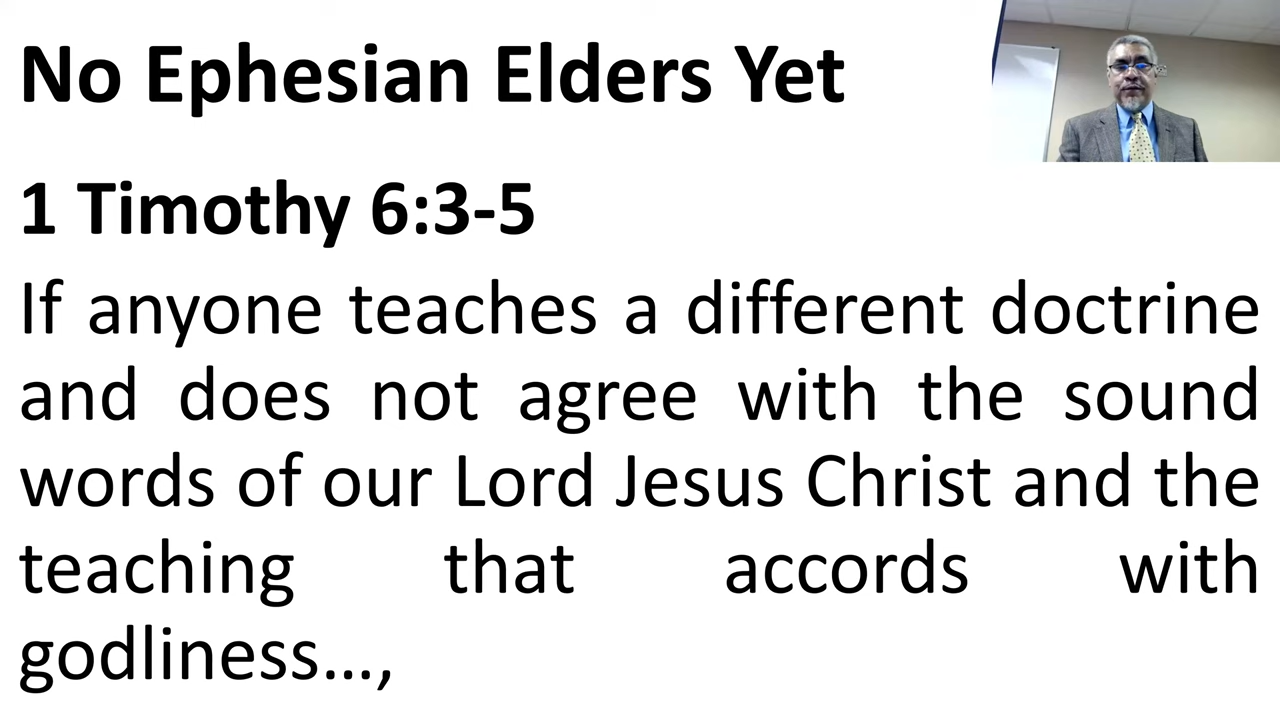 No Ephesian Elders Yet
1 Timothy 6:3-5
If anyone teaches a different doctrine
and does not agree with the sound
words of our Lord Jesus Christ and the
teaching that accords with
godliness...,